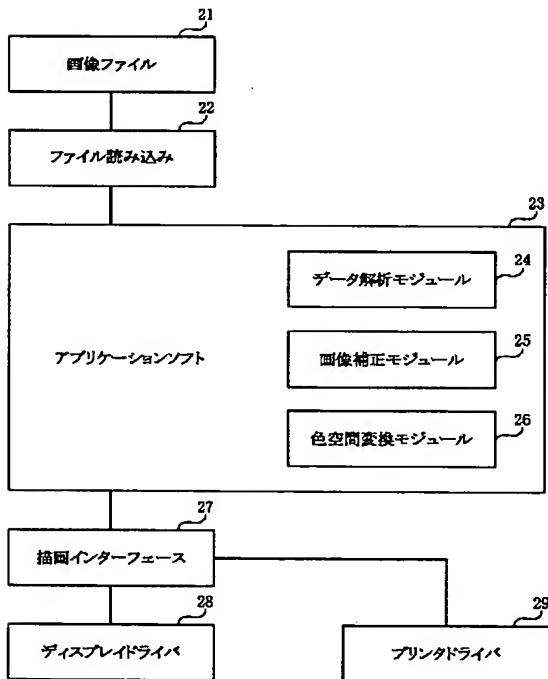 21
画像ファイル
22
ファイル読み込み
23
アプリケーションソフト
24
データ解析モジュール
25
画像補正モジュール
26
色空間変換モジュール
27
描画インターフェース
28
ディスプレイドライバ
29
プリンタドライバ